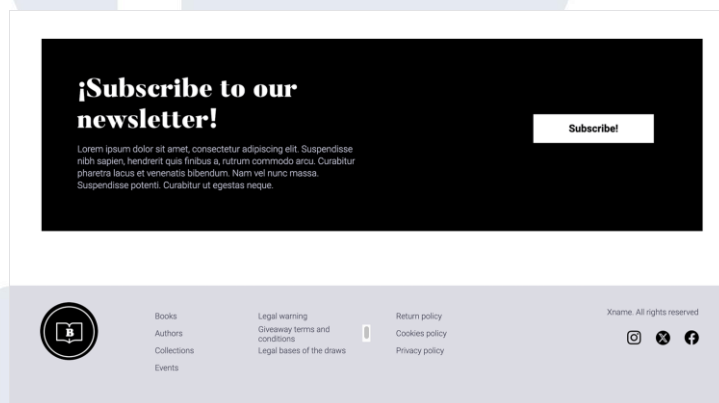 ¡Subscribe to our
newsletter!
Lorem ipsum dolor sit amet, consectetur adipiscing elit. Suspendisse
nibh sapien, hendrerit quis finibus a, rutrum commodo arcu. Curabitur
pharetra lacus et venenatis bibendum. Nam vel nunc massa.
Suspendisse potenti. Curabitur ut egestas neque.
Subscribe!
B
Books
Authors
Collections
Events
Legal warning
Giveaway terms and
conditions
Legal bases of the draws
Return policy
Cookies policy
Privacy policy
Xname. All rights reserved